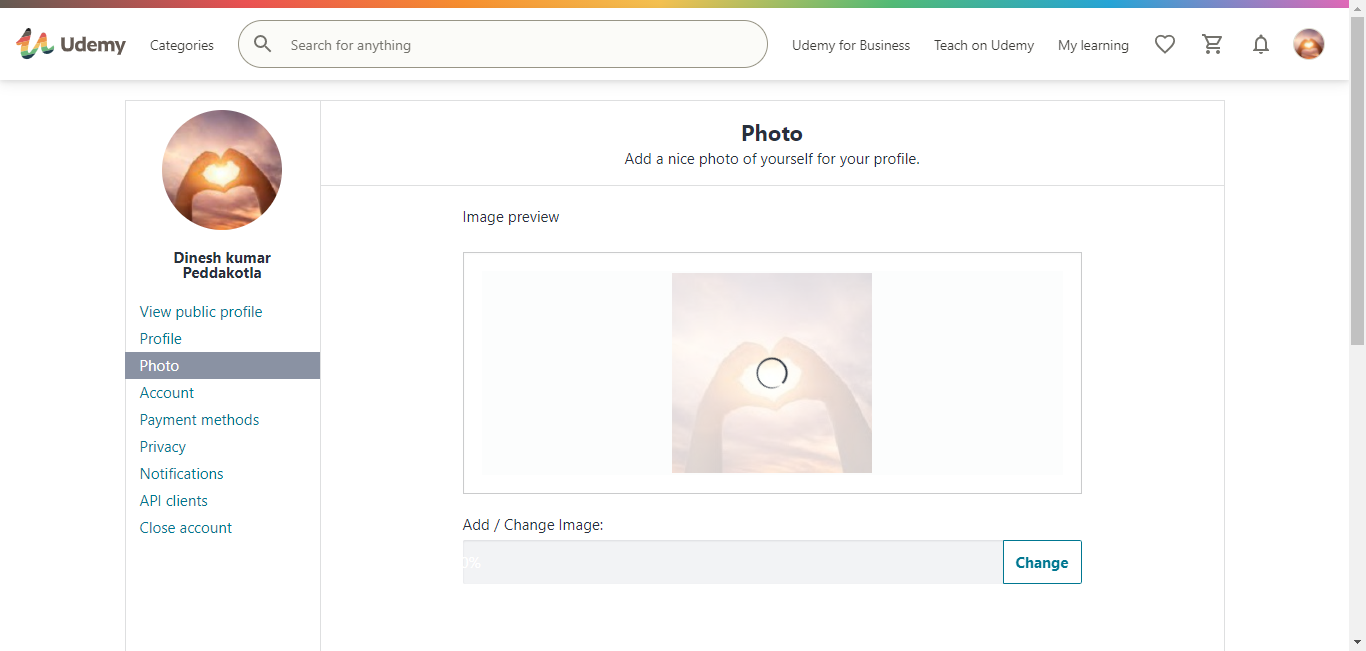 Udemy
Categories
Search for anything
Udemy for Business
Teach on Udemy
My learning
Dinesh kumar
Peddakotla
View public profile
Profile
Photo
Account
Payment methods
Privacy
Notifications
API clients
Close account
Photo
Add a nice photo of yourself for your profile.
Image preview
Add / Change Image:
0%
Change